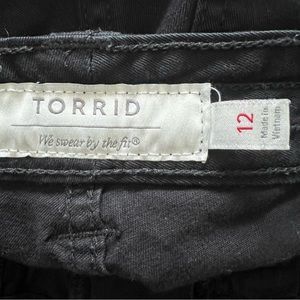 TORRID
We swear by the fit®
12
Made in
Vietnam